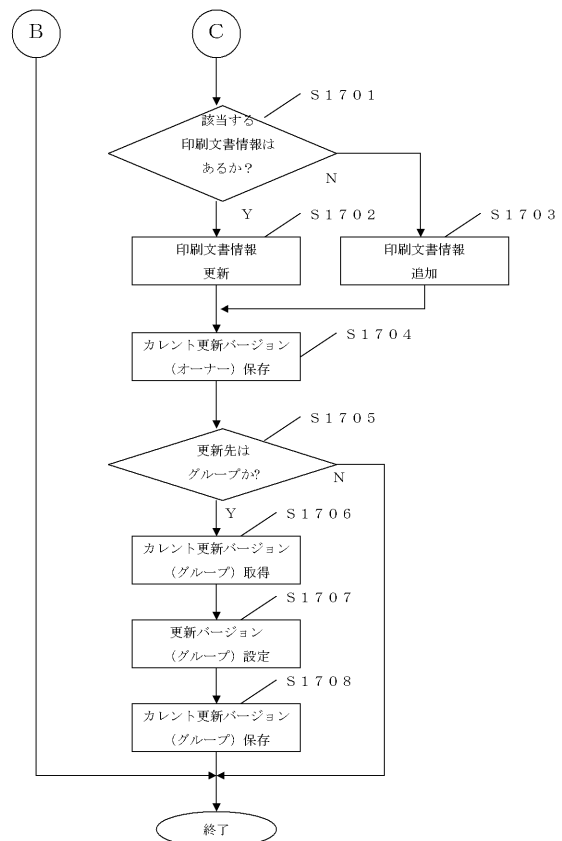 B
C
S1701
該当する
印刷文書情報は
あるか?
N
Y
S1702
S1703
印刷文書情報
更新
印刷文書情報
追加
S1704
カレント更新バージョン
(オーナー)保存
S1705
更新先は
グループか?
N
Y
S1706
カレント更新バージョン
(グループ)取得
S1707
更新バージョン
(グループ)設定
S1708
カレント更新バージョン
(グループ)保存
終了